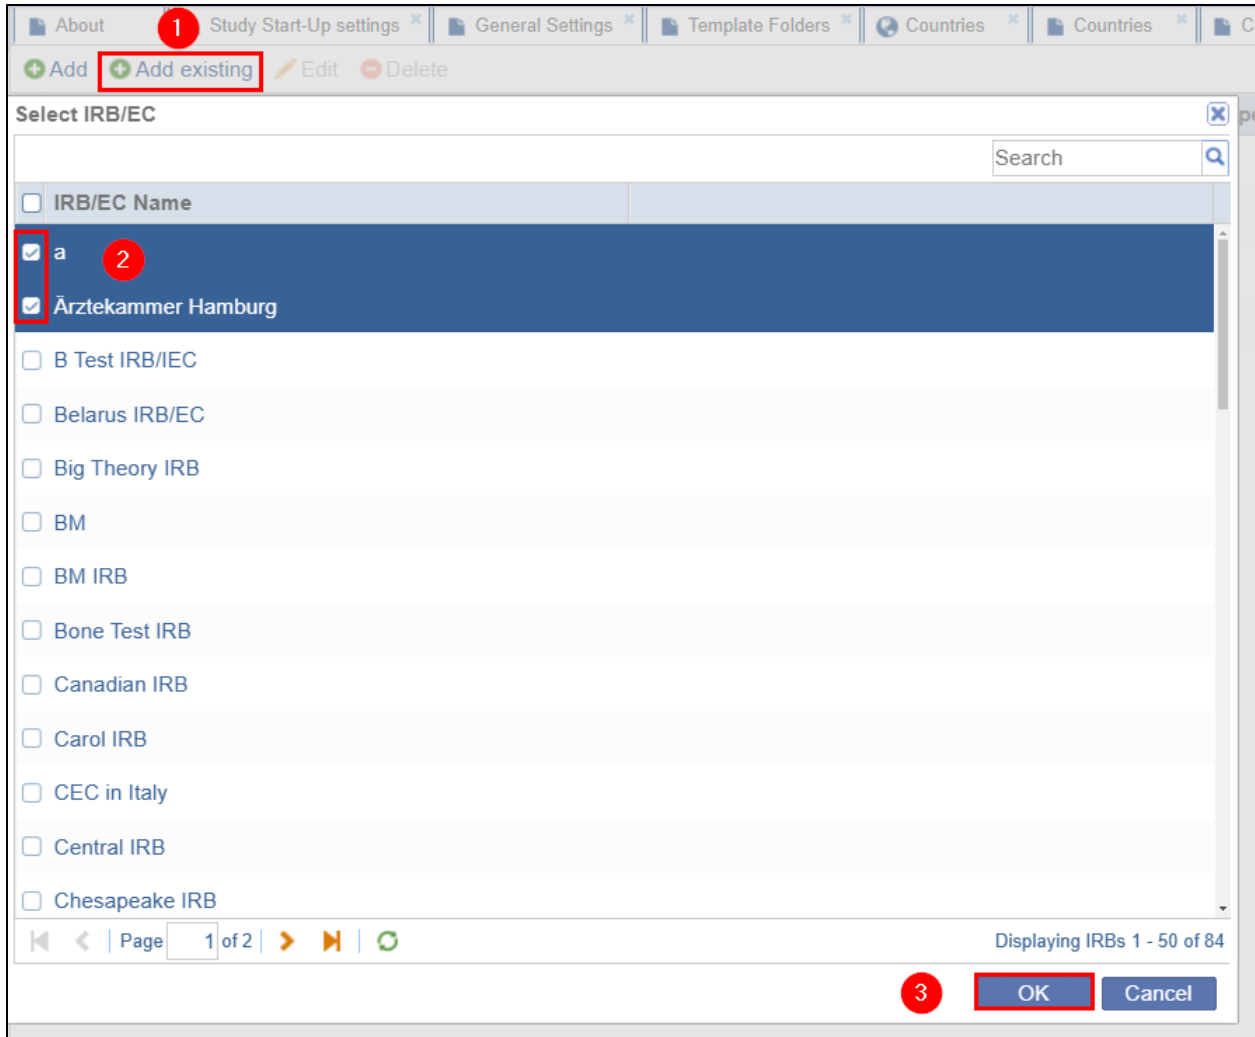 About 1 Study Start-Up settings General Settings Template Folders Countries Countries C
Add Add existing Edit Delete
Select IRB/EC
Search
IRB/EC Name
a 2
Ärztekammer Hamburg
B Test IRB/IEC
Belarus IRB/EC
Big Theory IRB
BM
BM IRB
Bone Test IRB
Canadian IRB
Carol IRB
CEC in Italy
Central IRB
Chesapeake IRB
Page 1 of 2 Displaying IRBs 1 - 50 of 84
3 OK Cancel